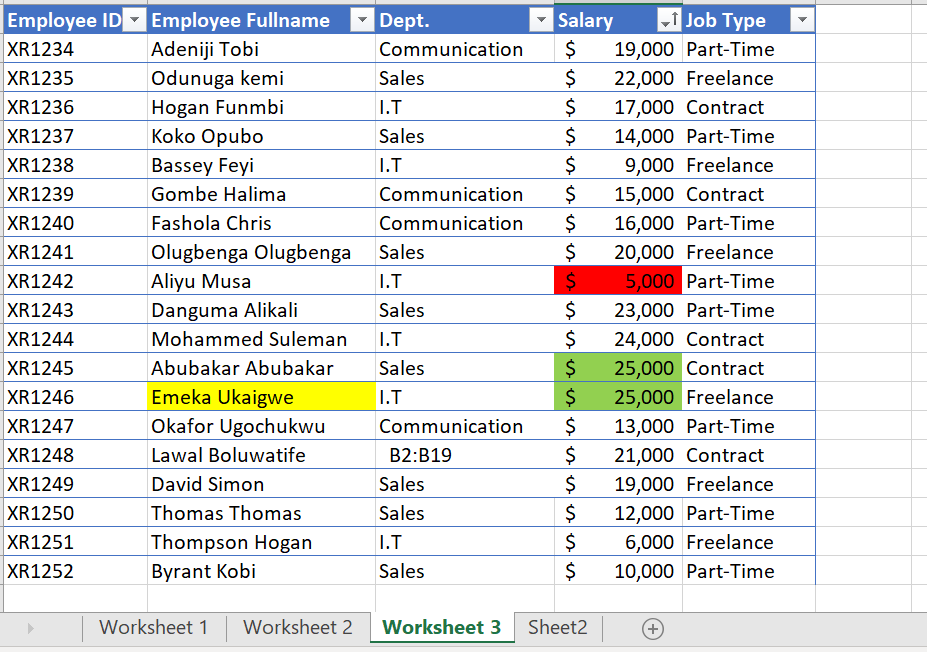 Employee ID Employee Fullname Dept. Salary Job Type
XR1234 Adeniji Tobi Communication $ 19,000 Part-Time
XR1235 Odunuga kemi Sales $ 22,000 Freelance
XR1236 Hogan Funmbi I.T $ 17,000 Contract
XR1237 Koko Opubo Sales $ 14,000 Part-Time
XR1238 Bassey Feyi I.T $ 9,000 Freelance
XR1239 Gombe Halima Communication $ 15,000 Contract
XR1240 Fashola Chris Communication $ 16,000 Part-Time
XR1241 Olugbenga Olugbenga Sales $ 20,000 Freelance
XR1242 Aliyu Musa I.T $ 5,000 Part-Time
XR1243 Danguma Alikali Sales $ 23,000 Part-Time
XR1244 Mohammed Suleman I.T $ 24,000 Contract
XR1245 Abubakar Abubakar Sales $ 25,000 Contract
XR1246 Emeka Ukaigwe I.T $ 25,000 Freelance
XR1247 Okafor Ugochukwu Communication $ 13,000 Part-Time
XR1248 Lawal Boluwatife B2:B19 $ 21,000 Contract
XR1249 David Simon Sales $ 19,000 Freelance
XR1250 Thomas Thomas Sales $ 12,000 Part-Time
XR1251 Thompson Hogan I.T $ 6,000 Freelance
XR1252 Byrant Kobi Sales $ 10,000 Part-Time
Worksheet 1 Worksheet 2 Worksheet 3 Sheet2